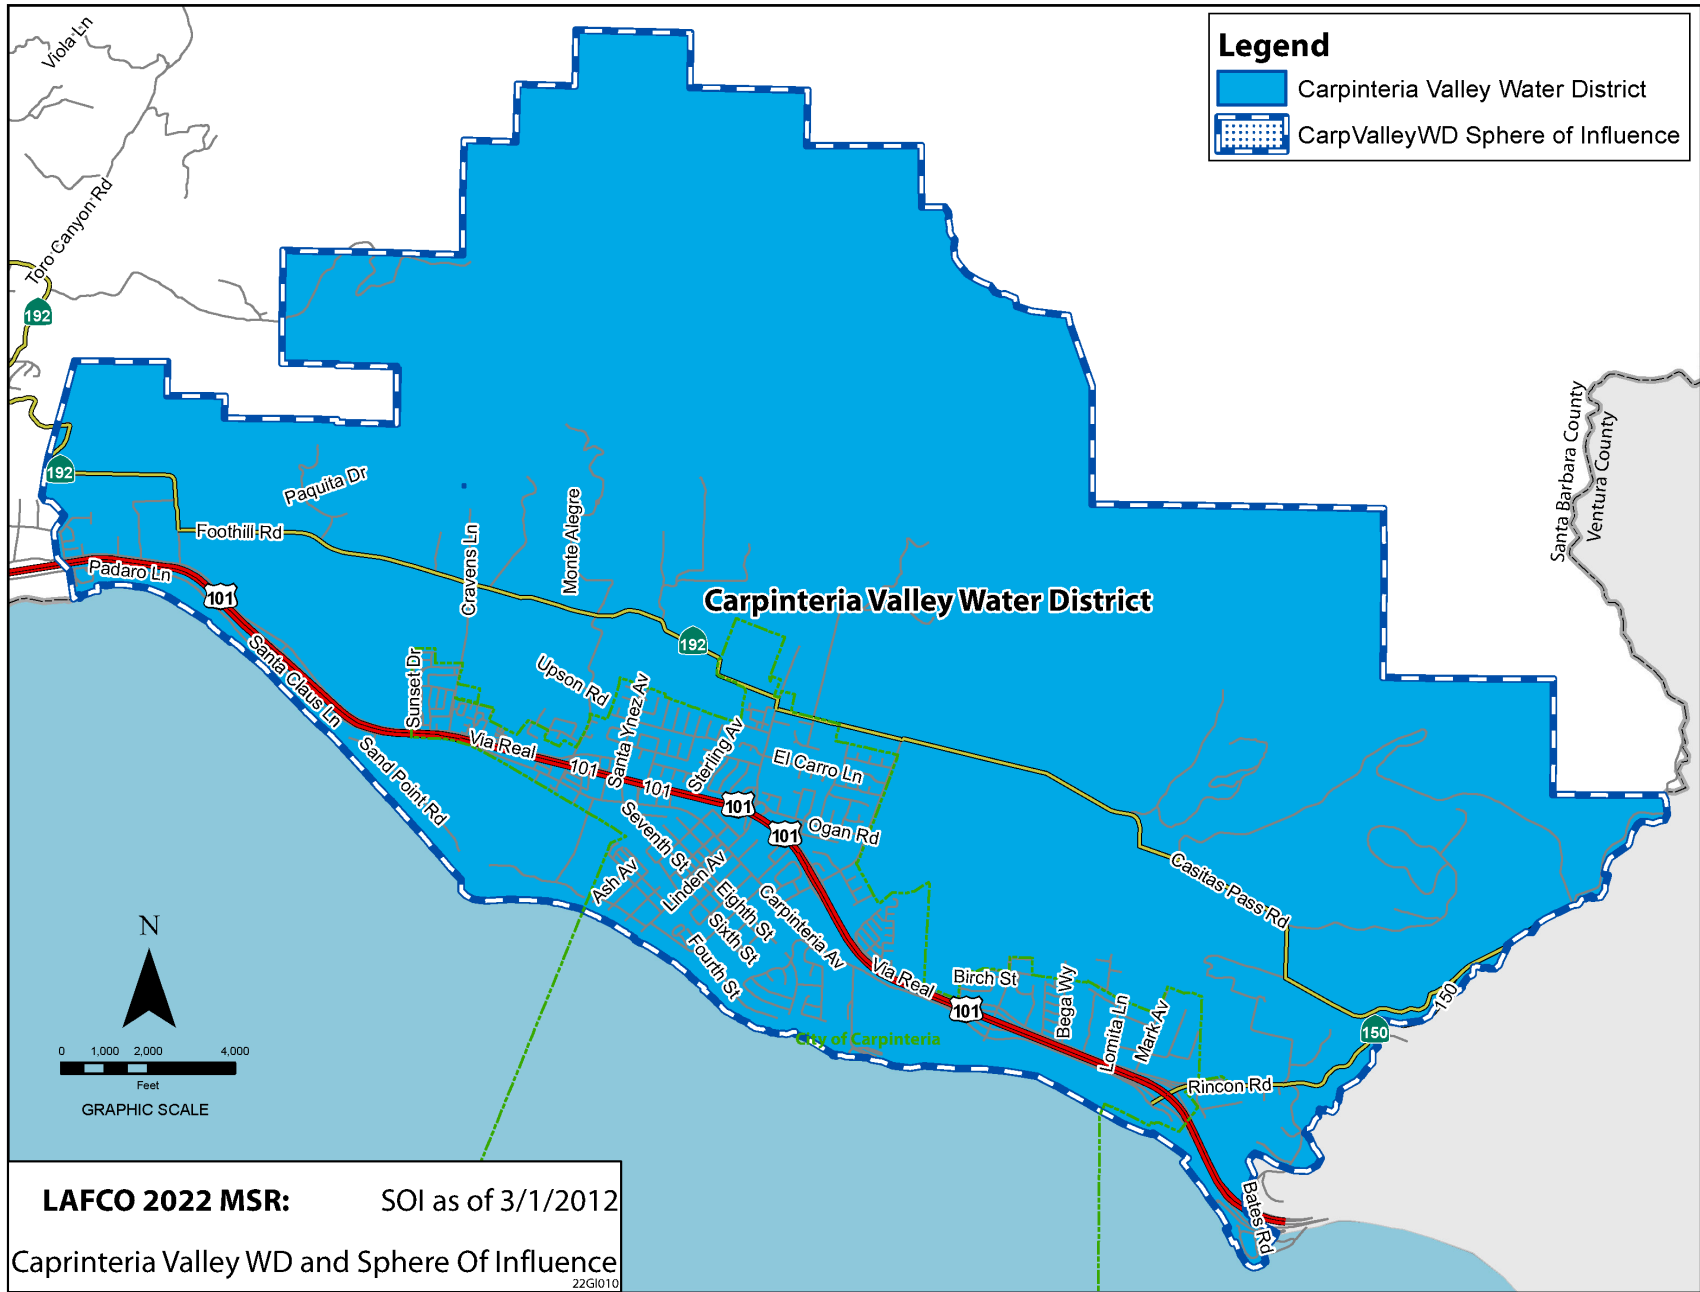 Legend
Carpinteria Valley Water District
CarpValleyWD Sphere of Influence
Viola Ln
Toro Canyon Rd
192
192
Paquita Dr
Foothill Rd
Padaro Ln
101
Santa Claus Ln
Cravens Ln
Monte Alegre
Carpinteria Valley Water District
192
Santa Barbara County
Ventura County
Sunset Dr
Upson Rd
Santa Ynez Av
Sterling Av
Via Real
101
101
101
101
El Carro Ln
Ogan Rd
Sand Point Rd
Seventh St
Ash Av
Linden Av
Eighth St
Sixth St
Fourth St
Carpinteria Av
Casitas Pass Rd
Via Real
Birch St
101
Bega Wy
Lomita Ln
Mark Av
City of Carpinteria
150
150
Rincon Rd
Bates Rd
N
0 1,000 2,000 4,000
Feet
GRAPHIC SCALE
LAFCO 2022 MSR: SOI as of 3/1/2012
Caprinteria Valley WD and Sphere Of Influence
22GI010